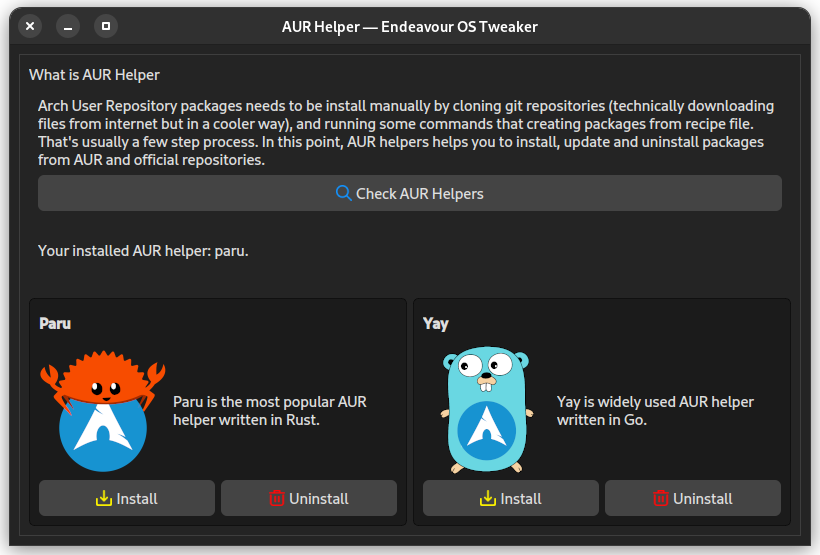 AUR Helper — Endeavour OS Tweaker
What is AUR Helper
Arch User Repository packages needs to be install manually by cloning git repositories (technically downloading
files from internet but in a cooler way), and running some commands that creating packages from recipe file.
That's usually a few step process. In this point, AUR helpers helps you to install, update and uninstall packages
from AUR and official repositories.
Check AUR Helpers
Your installed AUR helper: paru.
Paru
Paru is the most popular AUR
helper written in Rust.
Install
Uninstall
Yay
Yay is widely used AUR helper
written in Go.
Install
Uninstall